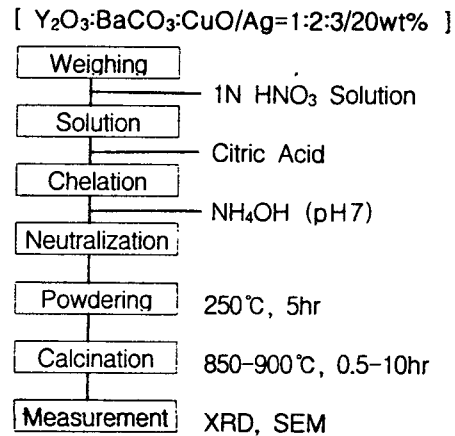 [ Y₂O₃:BaCO₃:CuO/Ag=1:2:3/20wt% ]
Weighing
1N HNO₃ Solution
Solution
Citric Acid
Chelation
NH₄OH (pH7)
Neutralization
Powdering 250℃, 5hr
Calcination 850-900℃, 0.5-10hr
Measurement XRD, SEM